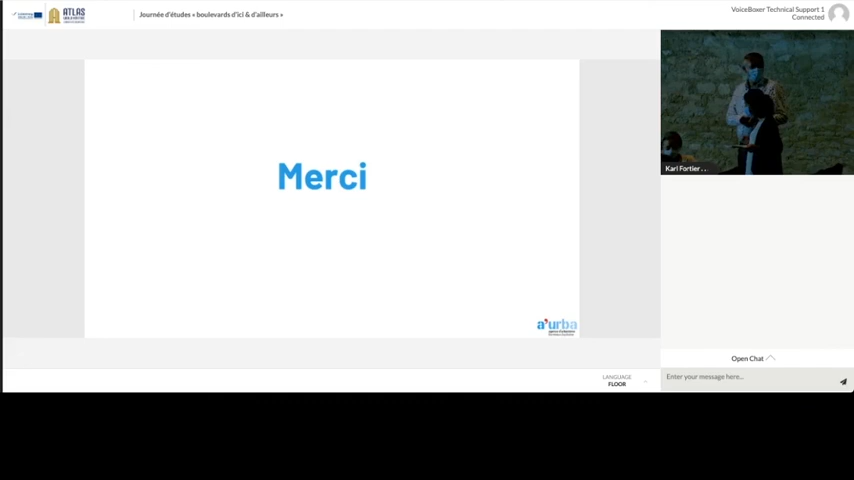 ATLAS
Journée d'études « boulevards d'ici & d'ailleurs »
VoiceBoxer Technical Support 1
Connected
Merci
Karl Fortier ...
a'urba
Open Chat
Enter your message here...
LANGUAGE
FLOOR